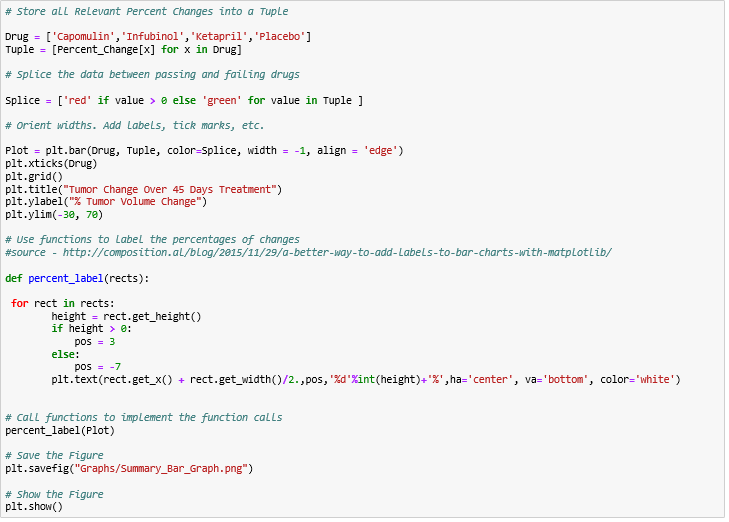 # Store all Relevant Percent Changes into a Tuple
Drug = ['Capomulin','Infubinol','Ketapril','Placebo']
Tuple = [Percent_Change[x] for x in Drug]
# Splice the data between passing and failing drugs
Splice = ['red' if value > 0 else 'green' for value in Tuple ]
# Orient widths. Add labels, tick marks, etc.
Plot = plt.bar(Drug, Tuple, color=Splice, width = -1, align = 'edge')
plt.xticks(Drug)
plt.grid()
plt.title("Tumor Change Over 45 Days Treatment")
plt.ylabel("% Tumor Volume Change")
plt.ylim(-30, 70)
# Use functions to label the percentages of changes
#source - http://composition.al/blog/2015/11/29/a-better-way-to-add-labels-to-bar-charts-with-matplotlib/
def percent_label(rects):
for rect in rects:
height = rect.get_height()
if height > 0:
pos = 3
else:
pos = -7
plt.text(rect.get_x() + rect.get_width()/2.,pos,'%d'%int(height)+'%',ha='center', va='bottom', color='white')
# Call functions to implement the function calls
percent_label(Plot)
# Save the Figure
plt.savefig("Graphs/Summary_Bar_Graph.png")
# Show the Figure
plt.show()